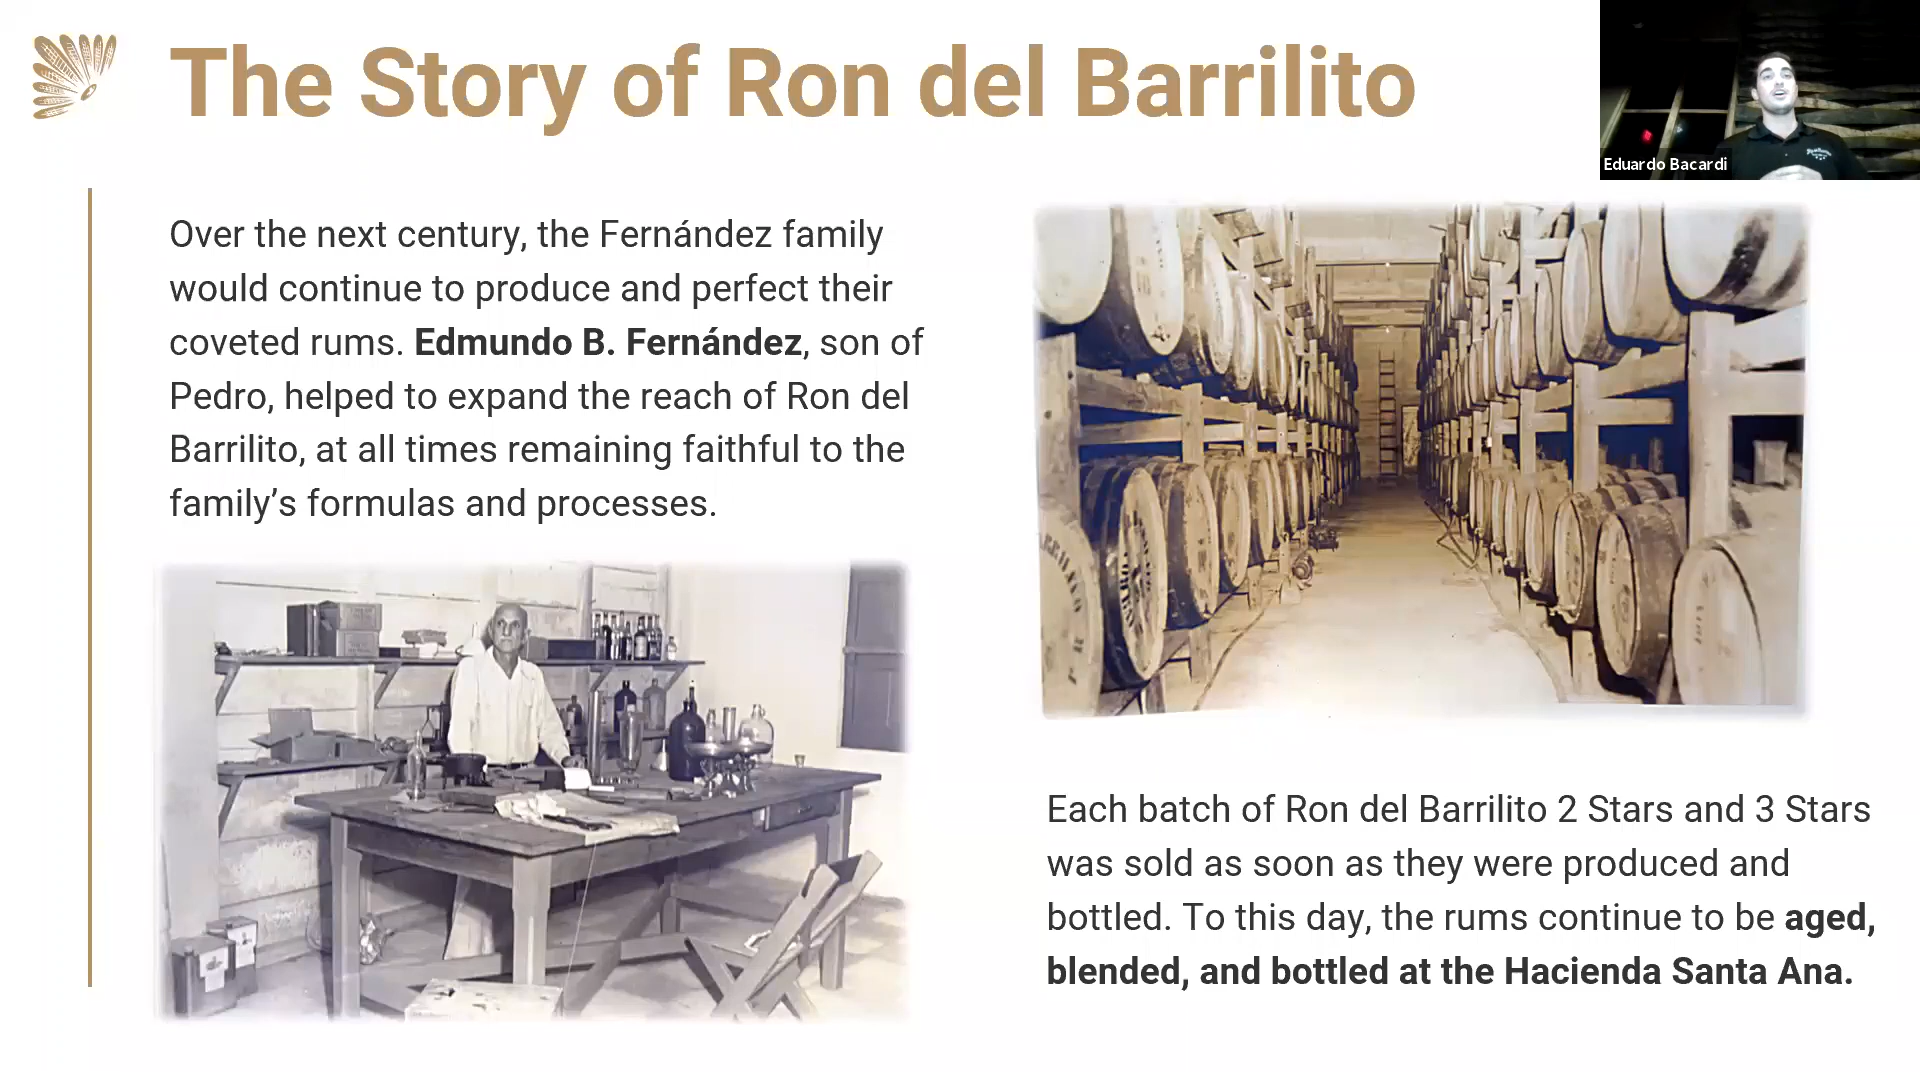 The Story of Ron del Barrilito
Eduardo Bacardi
Over the next century, the Fernández family
would continue to produce and perfect their
coveted rums. Edmundo B. Fernández, son of
Pedro, helped to expand the reach of Ron del
Barrilito, at all times remaining faithful to the
family’s formulas and processes.
Each batch of Ron del Barrilito 2 Stars and 3 Stars
was sold as soon as they were produced and
bottled. To this day, the rums continue to be aged,
blended, and bottled at the Hacienda Santa Ana.